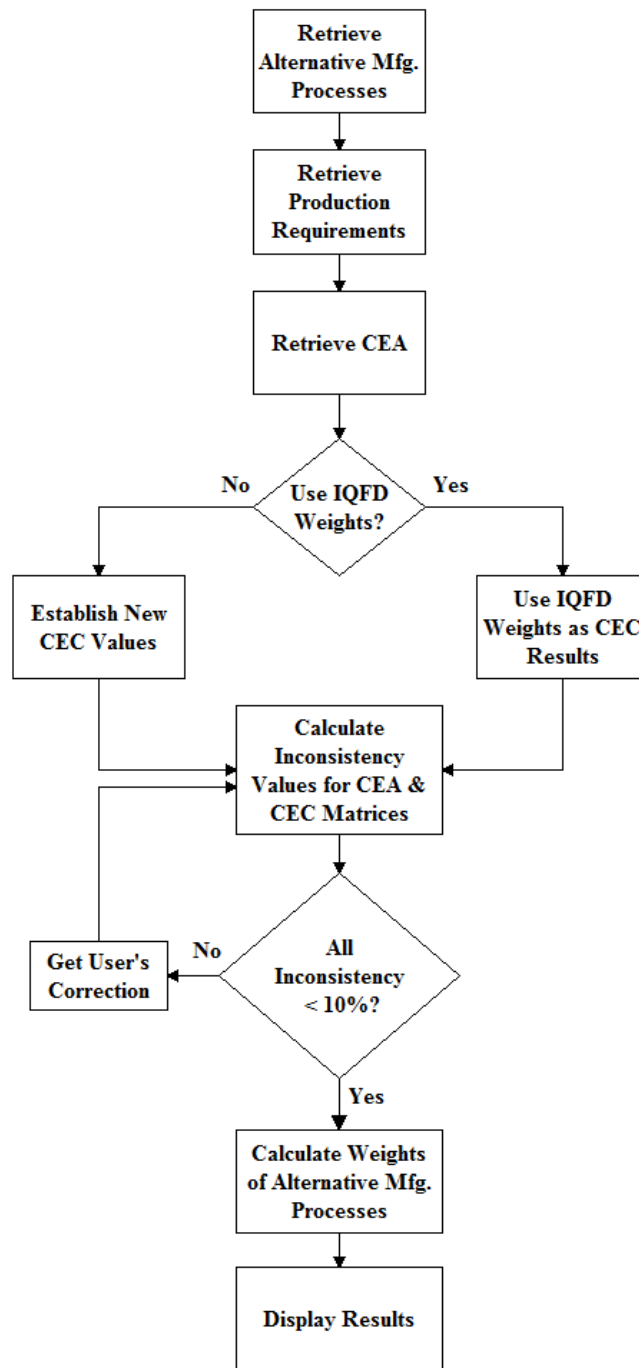 Retrieve
Alternative Mfg.
Processes
Retrieve
Production
Requirements
Retrieve CEA
No
Use IQFD
Weights?
Yes
Establish New
CEC Values
Use IQFD
Weights as CEC
Results
Calculate
Inconsistency
Values for CEA &
CEC Matrices
No
Get User's
Correction
All
Inconsistency
< 10%?
Yes
Calculate Weights
of Alternative Mfg.
Processes
Display Results